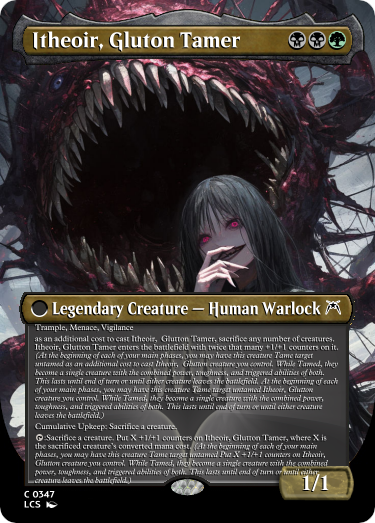 Itheoir, Gluton Tamer
Legendary Creature — Human Warlock
Trample, Menace, Vigilance
as an additional cost to cast Itheoir,  Gluton Tamer, sacrifice any number of creatures.
Itheoir, Gluton Tamer enters the battlefield with twice that many +1/+1 counters on it.
(At the beginning of each of your main phases, you may have this creature Tame target
untamed as an additional cost to cast Itheoir,  Gluton creature you control. While Tamed, they
become a single creature with the combined power, toughness, and triggered abilities of both.
This lasts until end of turn or until either creature leaves the battlefield.) At the beginning of each
of your main phases, you may have this creature Tame target untamed Itheoir, Gluton
creature you control. While Tamed, they become a single creature with the combined power,
toughness, and triggered abilities of both. This lasts until end of turn or until either creature
leaves the battlefield.)
Cumulative Upkeep: Sacrifice a creature.
:Sacrifice a creature. Put X +1/+1 counters on Itheoir, Gluton Tamer, where X is
the sacrificed creature's converted mana cost. (At the beginning of each of your main
phases, you may have this creature Tame target untamed Put X +1/+1 counters on Itheoir,
Gluton creature you control. While Tamed, they become a single creature with the combined
power, toughness, and triggered abilities of both. This lasts until end of turn or until either
creature leaves the battlefield.)
1/1
C 0347
LCS